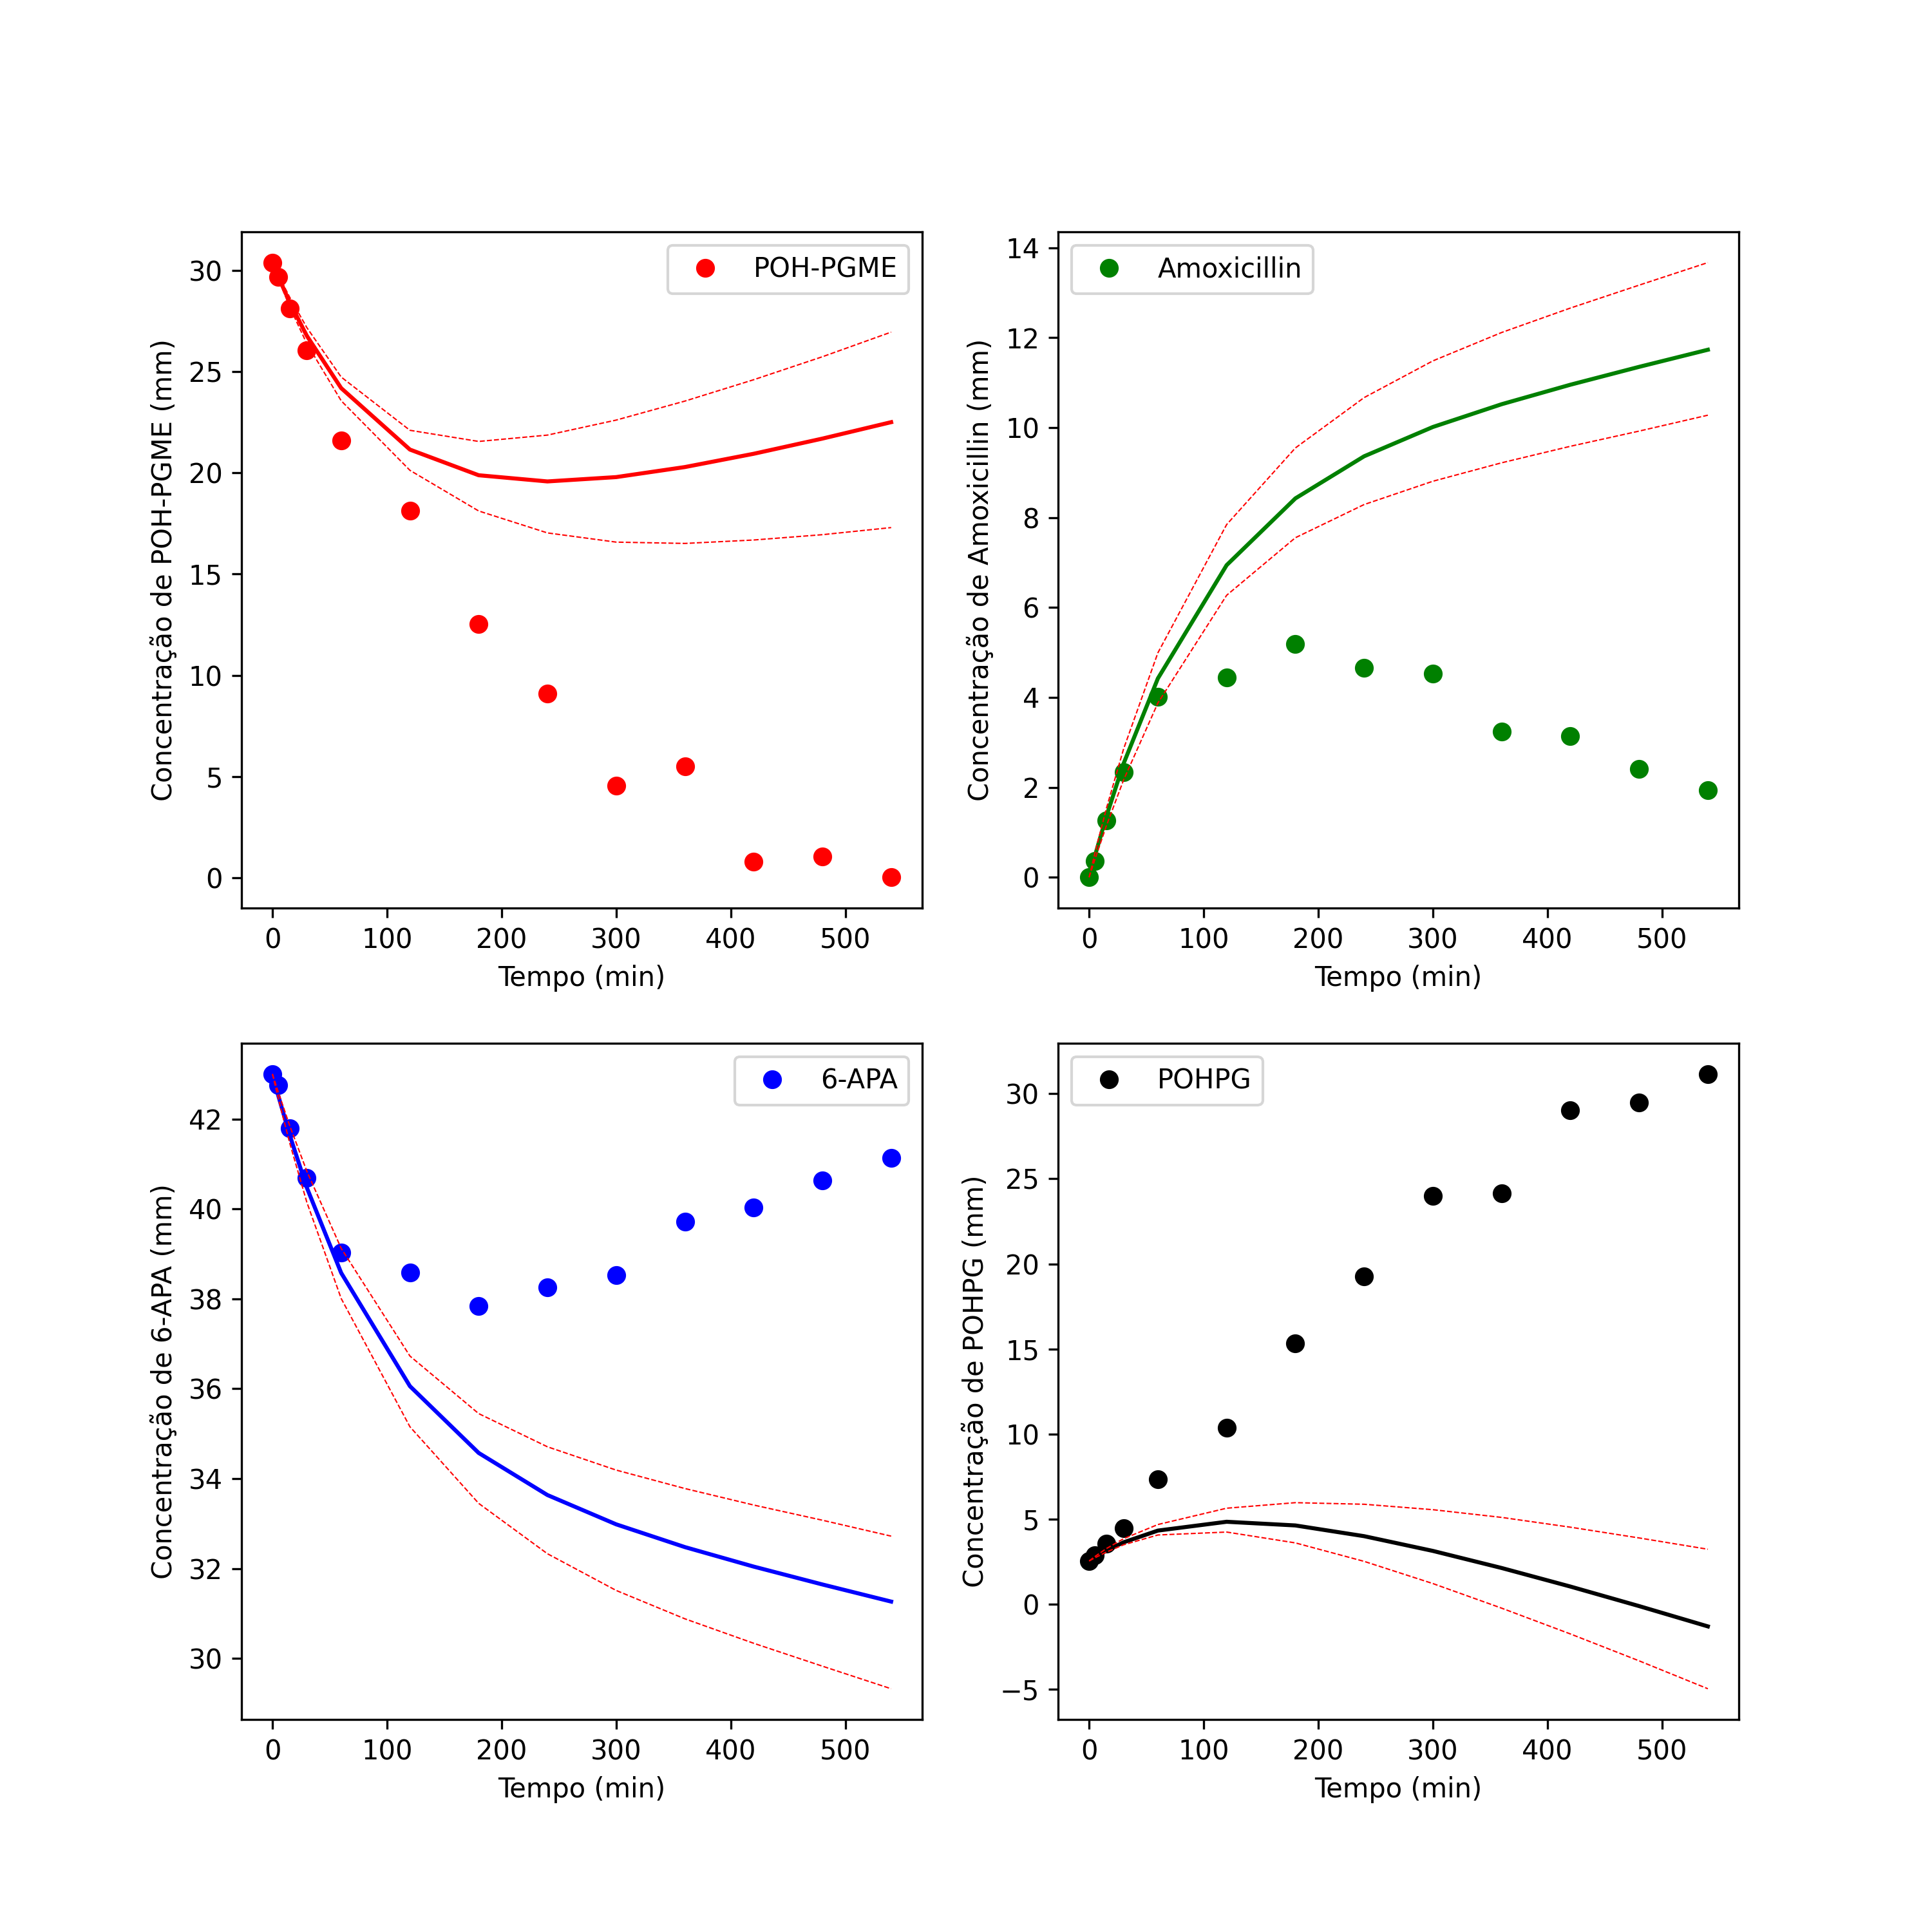 POH-PGME
Concentração de POH-PGME (mm)
30
25
20
15
10
5
0
0 100 200 300 400 500
Tempo (min)
Amoxicillin
Concentração de Amoxicillin (mm)
14
12
10
8
6
4
2
0
0 100 200 300 400 500
Tempo (min)
6-APA
Concentração de 6-APA (mm)
42
40
38
36
34
32
30
0 100 200 300 400 500
Tempo (min)
POHPG
Concentração de POHPG (mm)
30
25
20
15
10
5
0
−5
0 100 200 300 400 500
Tempo (min)